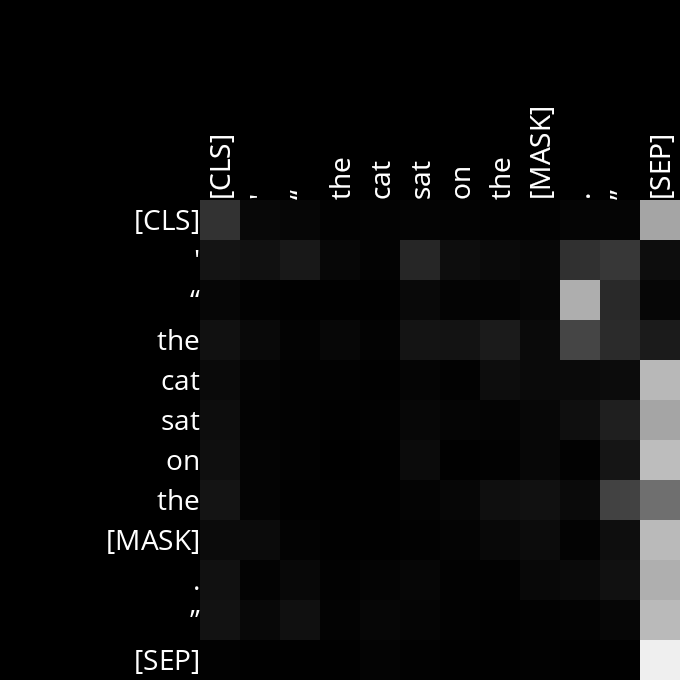 [CLS] ' “ the cat sat on the [MASK] . ” [SEP]
[CLS]
'
“
the
cat
sat
on
the
[MASK]
.
”
[SEP]